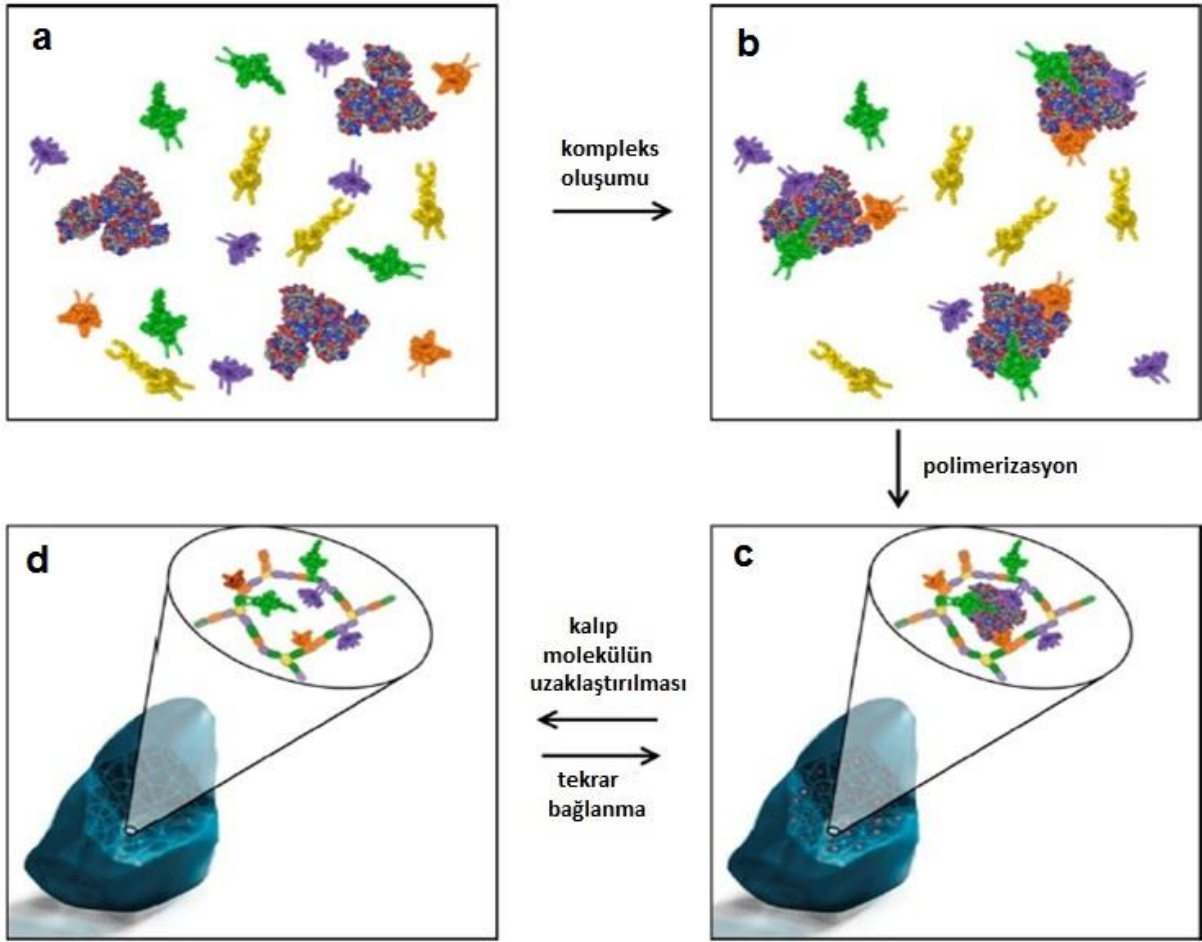 a
b
kompleks
oluşumu
polimerizasyon
d
c
kalıp
molekülün
uzaklaştırılması
tekrar
bağlanma